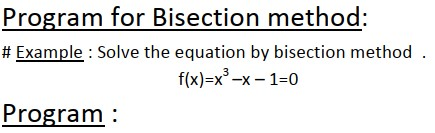 Program for Bisection method:
# Example : Solve the equation by bisection method .
f(x)=x³–x – 1=0
Program :